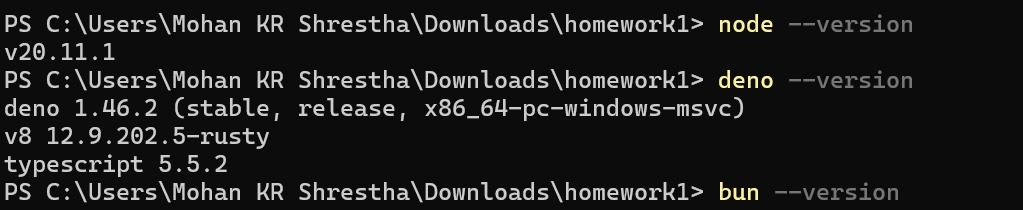 PS C:\Users\Mohan KR Shrestha\Downloads\homework1> node --version
v20.11.1
PS C:\Users\Mohan KR Shrestha\Downloads\homework1> deno --version
deno 1.46.2 (stable, release, x86_64-pc-windows-msvc)
v8 12.9.202.5-rusty
typescript 5.5.2
PS C:\Users\Mohan KR Shrestha\Downloads\homework1> bun --version